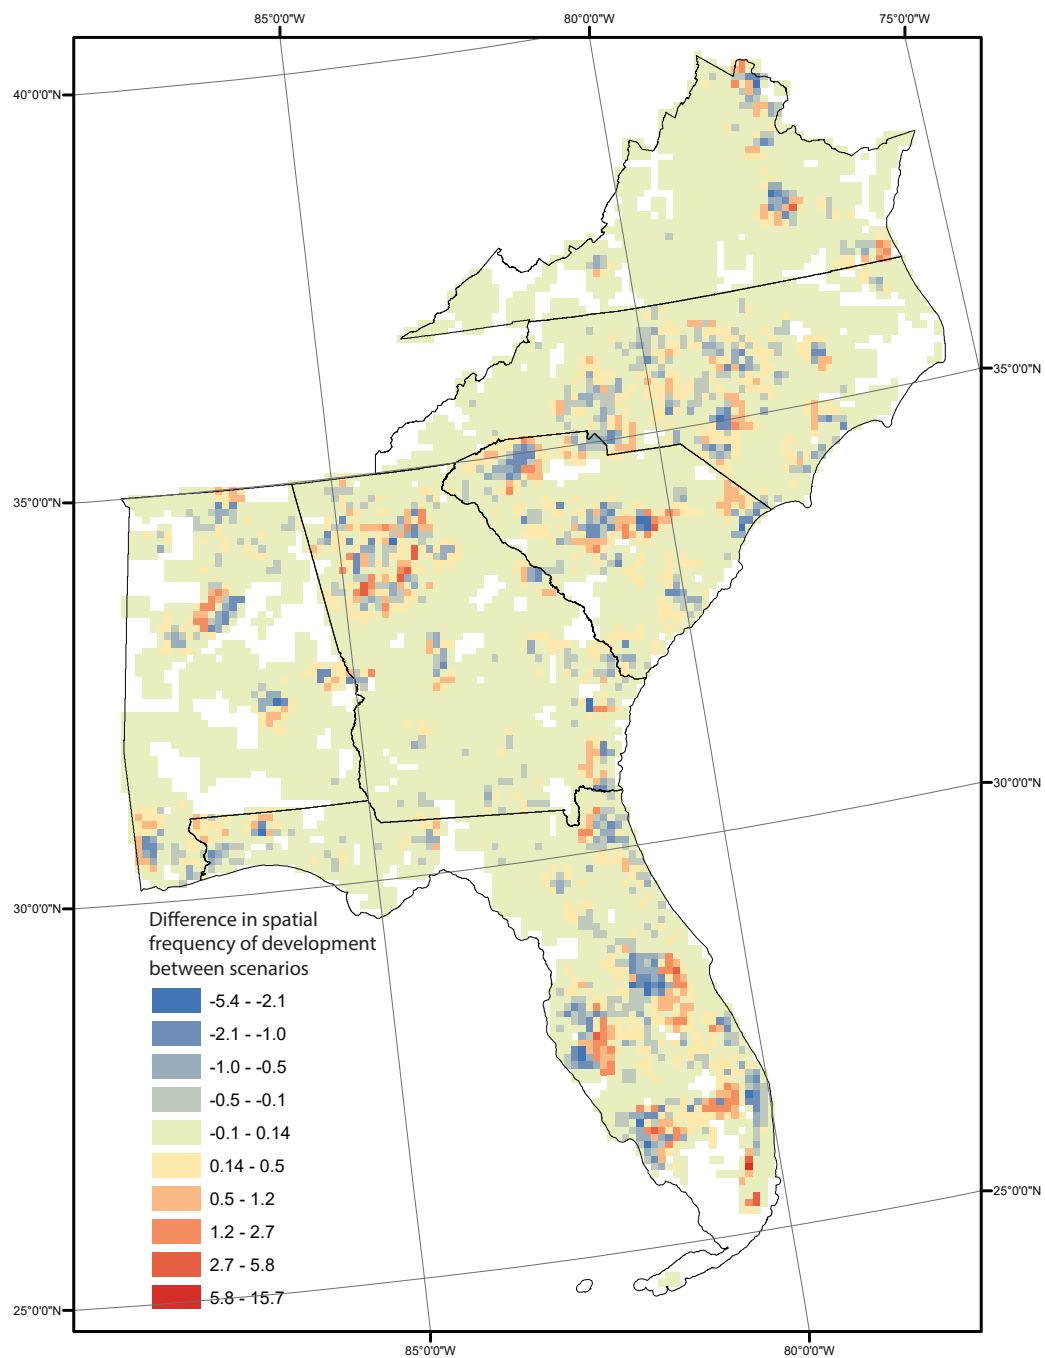 85°0'0"W
80°0'0"W
75°0'0"W
40°0'0"N
35°0'0"N
35°0'0"N
30°0'0"N
30°0'0"N
Difference in spatial
frequency of development
between scenarios
-5.4 - -2.1
-2.1 - -1.0
-1.0 - -0.5
-0.5 - -0.1
-0.1 - 0.14
0.14 - 0.5
0.5 - 1.2
1.2 - 2.7
2.7 - 5.8
5.8 - 15.7
25°0'0"N
25°0'0"N
85°0'0"W
80°0'0"W